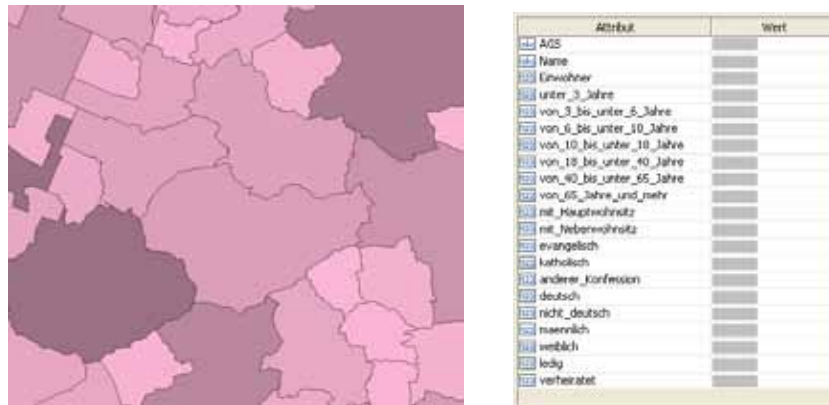 Attribut Wert
AGS
Name
Einwohner
unter_3_Jahre
von_3_bis_unter_6_Jahre
von_6_bis_unter_10_Jahre
von_10_bis_unter_18_Jahre
von_18_bis_unter_40_Jahre
von_40_bis_unter_65_Jahre
von_65_Jahre_und_mehr
mit_Hauptwohnsitz
mit_Nebenwohnsitz
evangelisch
katholisch
anderer_Konfession
deutsch
nicht_deutsch
maennlich
weiblich
ledig
verheiratet